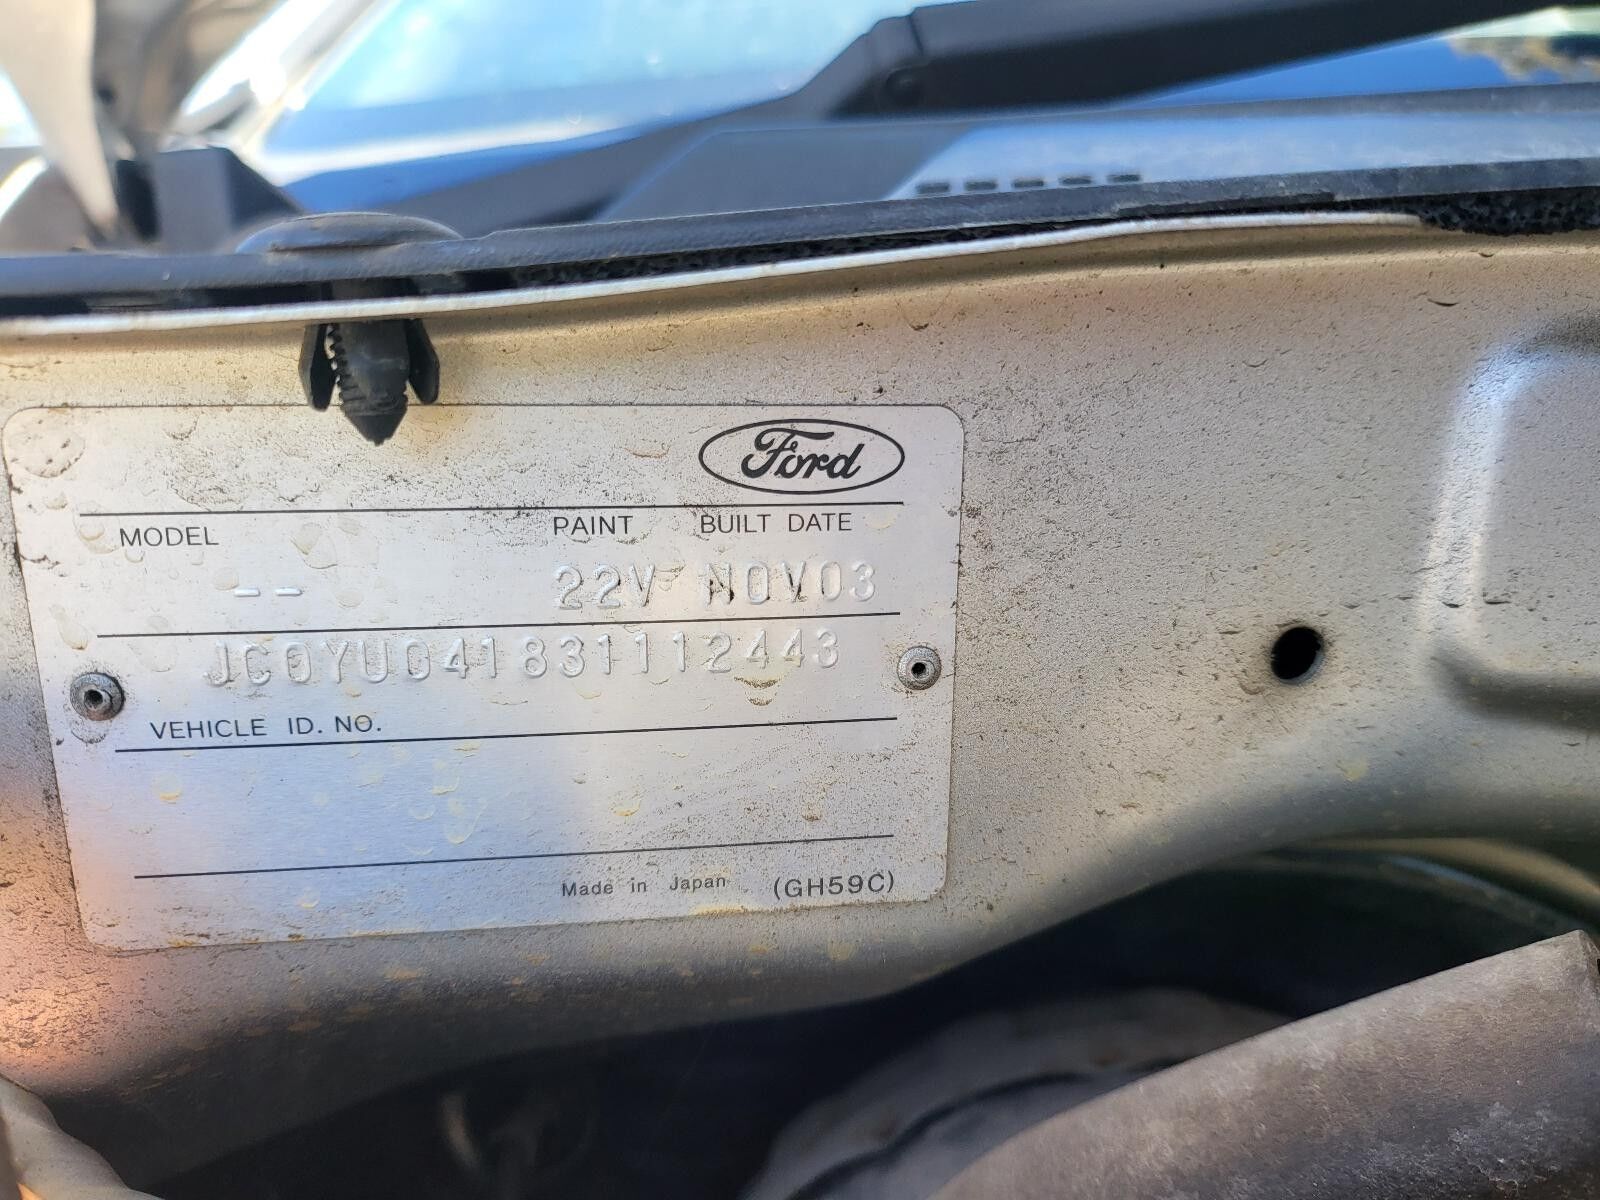 Ford
MODEL PAINT BUILT DATE
-- 22V NOV03
JC0YU041831112443
VEHICLE ID. NO.
Made in Japan (GH59C)